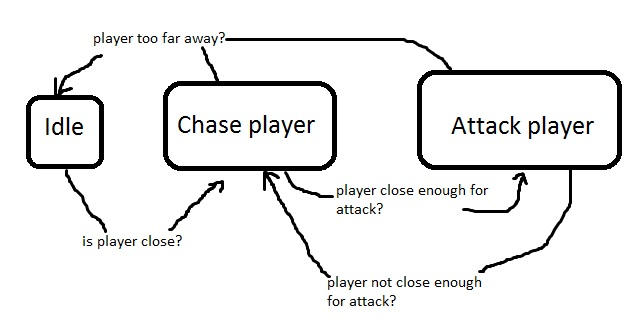 player too far away?
Idle
Chase player
Attack player
player close enough for
attack?
is player close?
player not close enough
for attack?